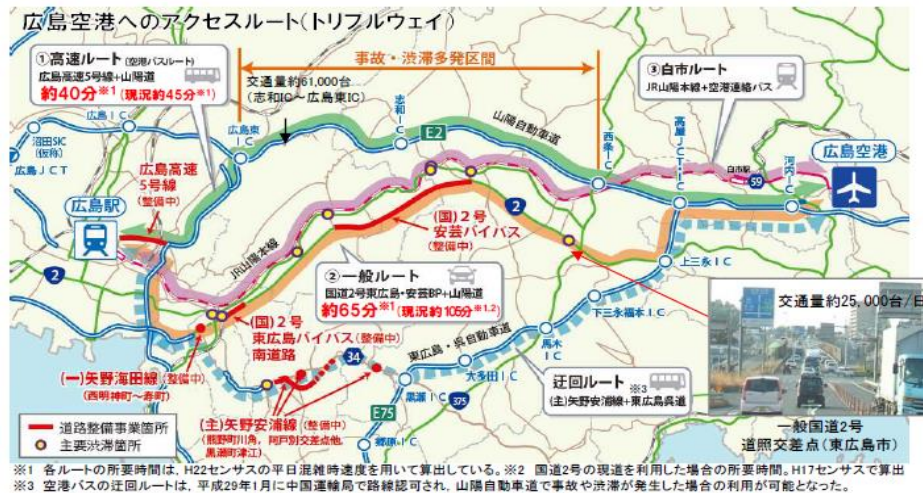 広島空港へのアクセスルート(トリプルウェイ)
①高速ルート(空港バスルート)
広島高速5号線+山陽道
約40分※1(現況約45分※1)
事故・渋滞多発区間
交通量約61,000台
(志和IC～広島東IC)
③白市ルート
JR山陽本線+空港連絡バス
沼田SIC
(仮称)
広島IC
広島JCT
広島東
IC
志和
IC
E2
山陽自動車道
西条IC
高屋JCT・IC
白市駅
59
河内IC
広島空港
広島高速
5号線
(整備中)
広島駅
JR山陽本線
(国)2号
安芸バイパス
(整備中)
2
2
②一般ルート
国道2号東広島・安芸BP+山陽道
約65分※1(現況約105分※1,2)
上三永IC
下三永福本IC
馬木
IC
大多田IC
黒瀬IC
郷原IC
東広島・呉自動車道
(国)2号
東広島バイパス(整備中)
南道路
34
375
E75
(一)矢野海田線(整備中)
(西明神町～寿町)
(主)矢野安浦線(整備中)
(熊野町川角、阿戸別交差点他、
黒瀬町津江)
迂回ルート※3
(主)矢野安浦線+東広島呉道
交通量約25,000台/日
一般国道2号
道照交差点(東広島市)
道路整備事業箇所
主要渋滞箇所
※1 各ルートの所要時間は、H22センサスの平日混雑時速度を用いて算出している。※2 国道2号の現道を利用した場合の所要時間。H17センサスで算出
※3 空港バスの迂回ルートは、平成29年1月に中国運輸局で路線認可され、山陽自動車道で事故や渋滞が発生した場合の利用が可能となった。